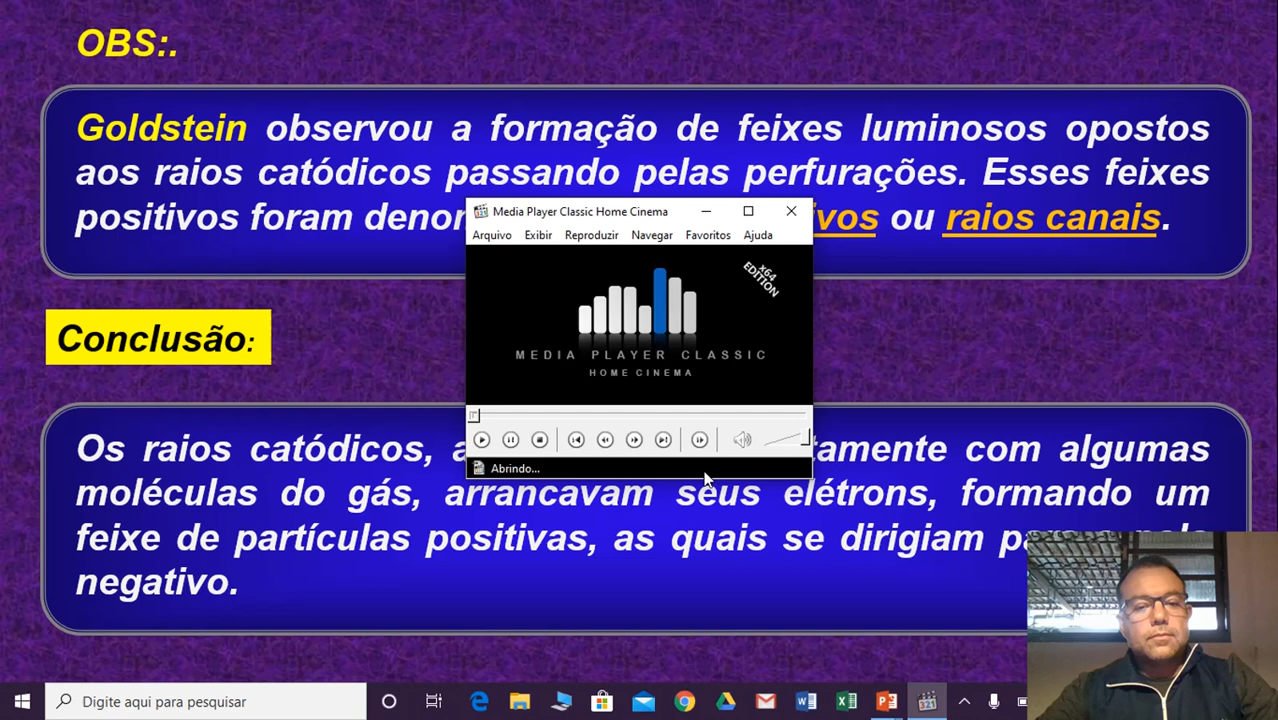 OBS:.
Goldstein observou a formação de feixes luminosos opostos
aos raios catódicos passando pelas perfurações. Esses feixes
positivos foram ou raios canais.
Media Player Classic Home Cinema
Arquivo Exibir Reproduzir Navegar Favoritos Ajuda
x64
EDITION
MEDIA PLAYER CLASSIC
HOME CINEMA
Abrindo...
Conclusão:
Os raios catódicos, com algumas
moléculas do gás, arrancavam seus elétrons, formando um
feixe de partículas positivas, as quais se dirigiam
negativo.
Digite aqui para pesquisar
321